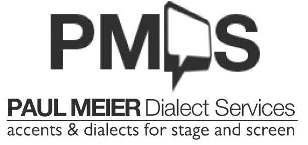 PMDS
PAUL MEIER Dialect Services
accents & dialects for stage and screen